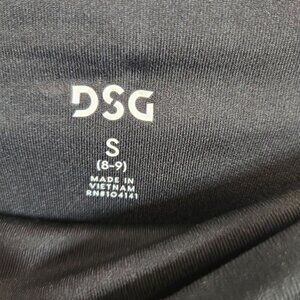 DSG
S
(8-9)
MADE IN
VIETNAM
RN#104141